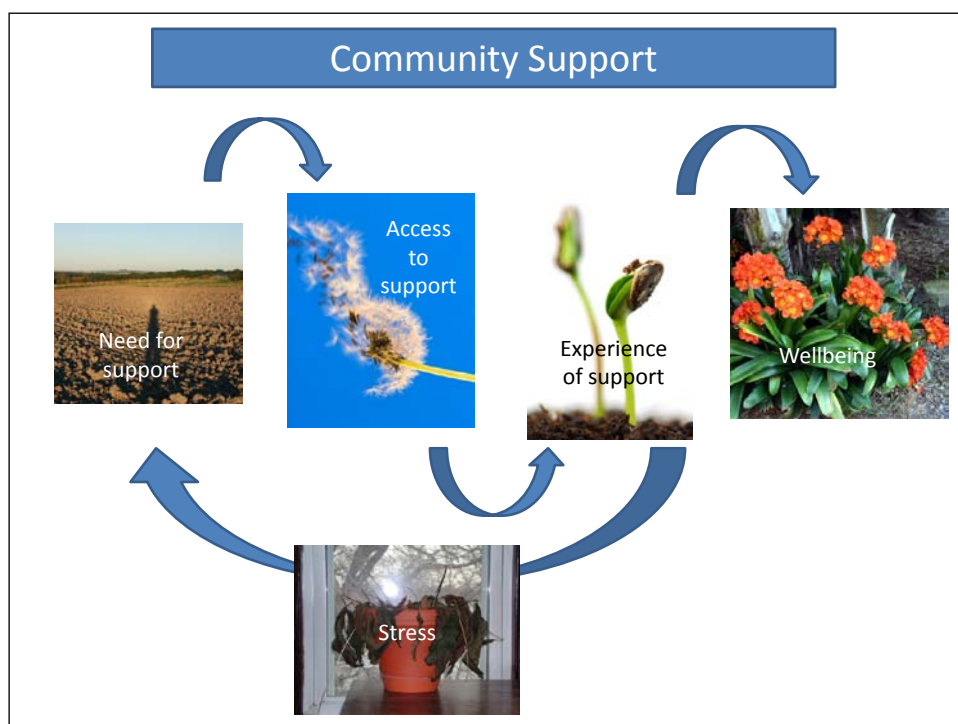 Community Support
Access
to
support
Need for
support
Experience
of support
Wellbeing
Stress